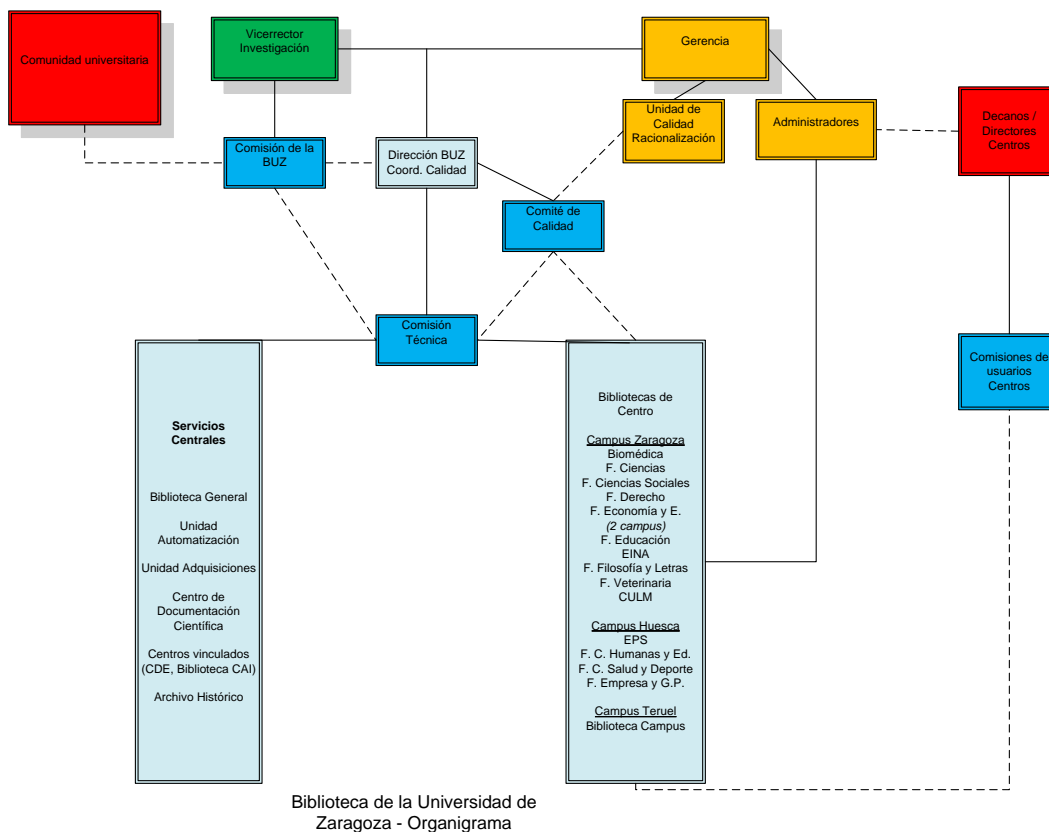 Comunidad universitaria
Vicerrector
Investigación
Gerencia
Unidad de
Calidad
Racionalización
Administradores
Decanos /
Directores
Centros
Comisión de la
BUZ
Dirección BUZ
Coord. Calidad
Comité de
Calidad
Comisión
Técnica
Comisiones de
usuarios
Centros
Servicios
Centrales
Biblioteca General
Unidad
Automatización
Unidad Adquisiciones
Centro de
Documentación
Científica
Centros vinculados
(CDE, Biblioteca CAI)
Archivo Histórico
Bibliotecas de
Centro
Campus Zaragoza
Biomédica
F. Ciencias
F. Ciencias Sociales
F. Derecho
F. Economía y E.
(2 campus)
F. Educación
EINA
F. Filosofía y Letras
F. Veterinaria
CULM
Campus Huesca
EPS
F. C. Humanas y Ed.
F. C. Salud y Deporte
F. Empresa y G.P.
Campus Teruel
Biblioteca Campus
Biblioteca de la Universidad de
Zaragoza - Organigrama